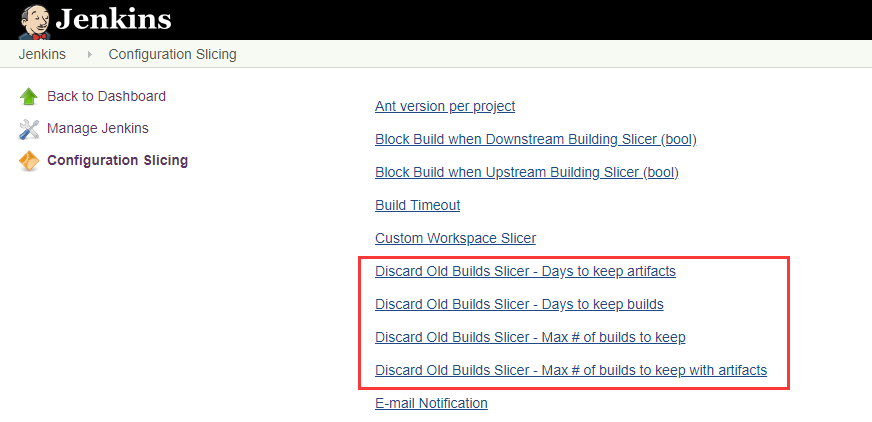 Jenkins
Jenkins Configuration Slicing
Back to Dashboard
Manage Jenkins
Configuration Slicing
Ant version per project
Block Build when Downstream Building Slicer (bool)
Block Build when Upstream Building Slicer (bool)
Build Timeout
Custom Workspace Slicer
Discard Old Builds Slicer - Days to keep artifacts
Discard Old Builds Slicer - Days to keep builds
Discard Old Builds Slicer - Max # of builds to keep
Discard Old Builds Slicer - Max # of builds to keep with artifacts
E-mail Notification